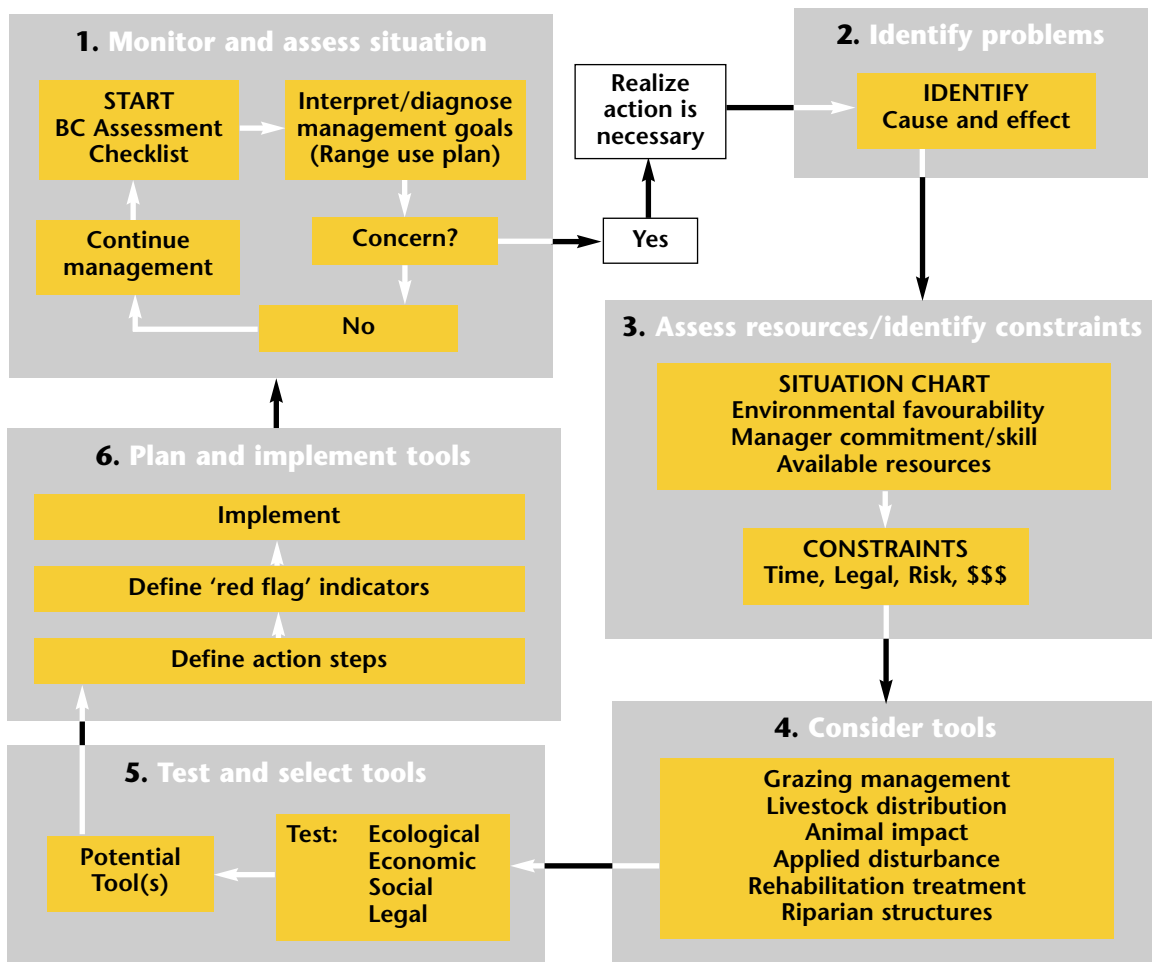 1. Monitor and assess situation
START
BC Assessment
Checklist
Interpret/diagnose
management goals
(Range use plan)
Continue
management
Concern?
No
Yes
Realize
action is
necessary
2. Identify problems
IDENTIFY
Cause and effect
3. Assess resources/identify constraints
SITUATION CHART
Environmental favourability
Manager commitment/skill
Available resources
CONSTRAINTS
Time, Legal, Risk, $$$
4. Consider tools
Grazing management
Livestock distribution
Animal impact
Applied disturbance
Rehabilitation treatment
Riparian structures
5. Test and select tools
Test: Ecological
Economic
Social
Legal
Potential
Tool(s)
6. Plan and implement tools
Implement
Define ‘red flag’ indicators
Define action steps